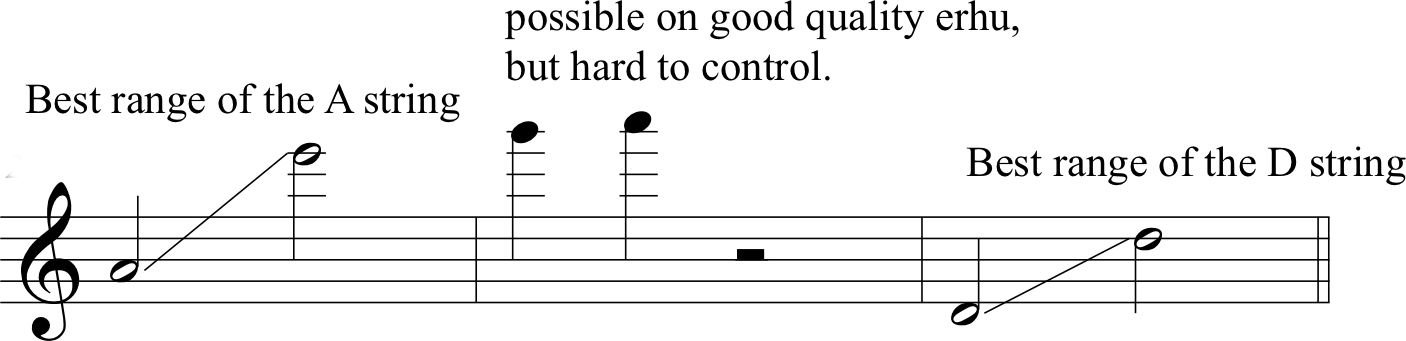 Best range of the A string
possible on good quality erhu,
but hard to control.
Best range of the D string